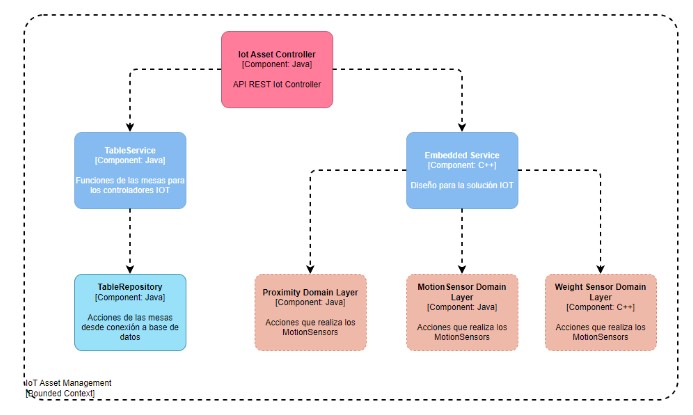 Iot Asset Controller
[Component: Java]
API REST Iot Controller
TableService
[Component: Java]
Funciones de las mesas para
los controladores IOT
Embedded Service
[Component: C++]
Diseño para la solución IOT
TableRepository
[Component: Java]
Acciones de las mesas
desde conexión a base de
datos
Proximity Domain Layer
[Component: Java]
Acciones que realiza los
MotionSensors
MotionSensor Domain
Layer
[Component: Java]
Acciones que realiza los
MotionSensors
Weight Sensor Domain
Layer
[Component: C++]
Acciones que realiza los
MotionSensors
IoT Asset Management
[Bounded Context]